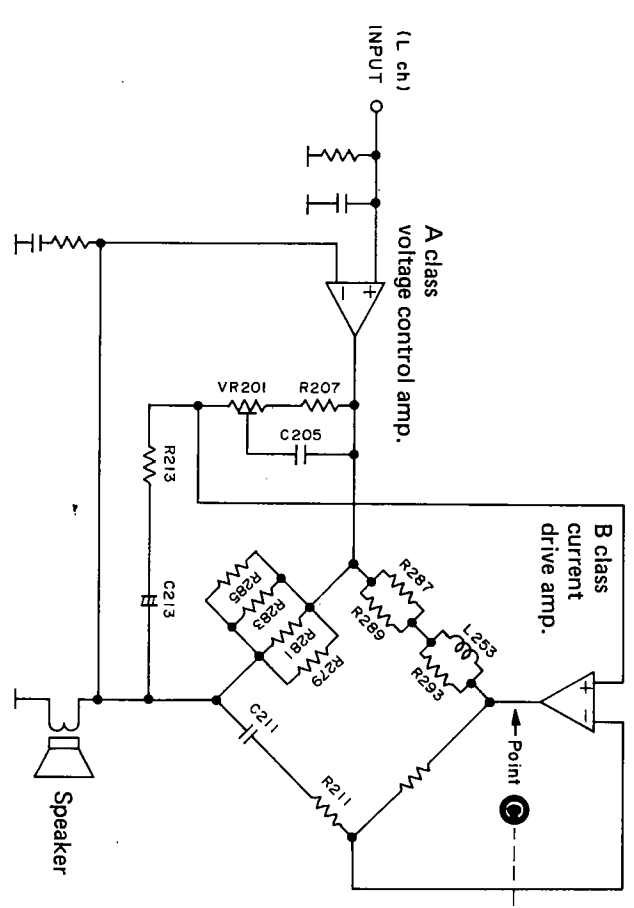 (L ch)
INPUT
A class
voltage control amp.
+
−
VR201
R207
C205
R213
C213
B class
current
drive amp.
+
−
R287
R289
L253
R293
R285
R283
R281
R279
C211
R211
Point C
Speaker